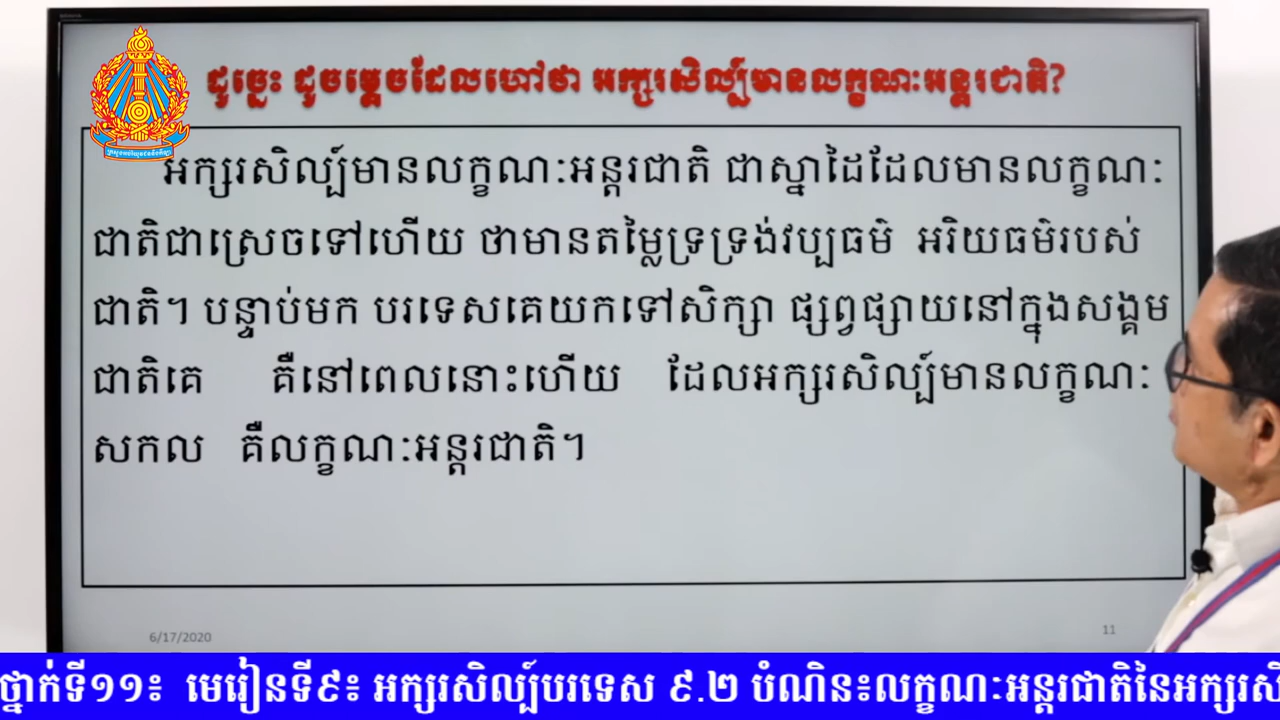 ដូច្នេះ ដូចម្ដេចដែលហៅថា អក្សរសិល្ប៍មានលក្ខណៈអន្តរជាតិ?
អក្សរសិល្ប៍មានលក្ខណៈអន្តរជាតិ ជាស្នាដៃដែលមានលក្ខណៈ
ជាតិជាស្រេចទៅហើយ ថាមានតម្លៃទ្រទ្រង់វប្បធម៌ អរិយធម៌របស់
ជាតិ។ បន្ទាប់មក បរទេសគេយកទៅសិក្សា ផ្សព្វផ្សាយនៅក្នុងសង្គម
ជាតិគេ គឺនៅពេលនោះហើយ ដែលអក្សរសិល្ប៍មានលក្ខណៈ
សកល គឺលក្ខណៈអន្តរជាតិ។
6/17/2020
11
ថ្នាក់ទី១១៖ មេរៀនទី៩៖ អក្សរសិល្ប៍បរទេស ៩.២ បំណិន៖លក្ខណៈអន្តរជាតិនៃអក្សរសិ